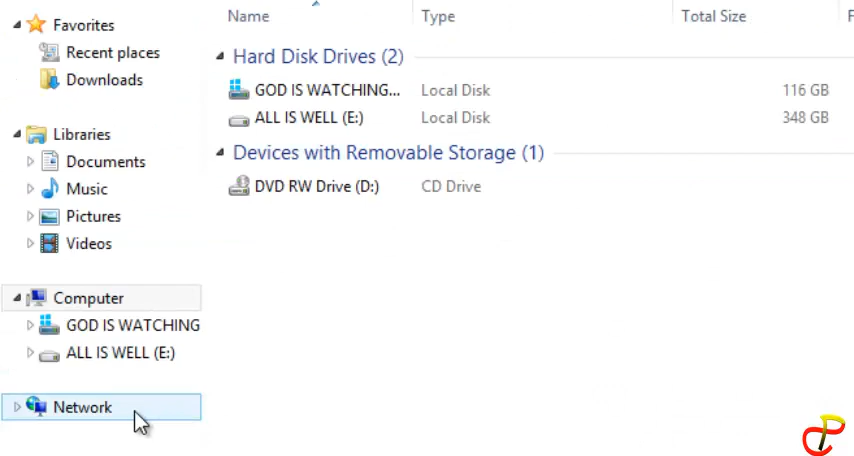 Favorites
Recent places
Downloads
Libraries
Documents
Music
Pictures
Videos
Computer
GOD IS WATCHING
ALL IS WELL (E:)
Network
Name Type Total Size F
Hard Disk Drives (2)
GOD IS WATCHING... Local Disk 116 GB
ALL IS WELL (E:) Local Disk 348 GB
Devices with Removable Storage (1)
DVD RW Drive (D:) CD Drive